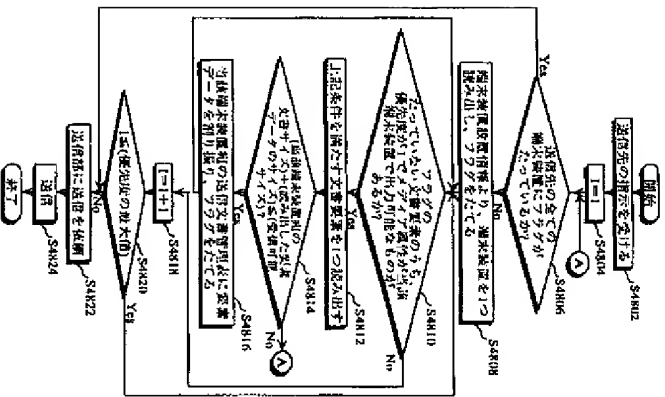 開始
送信先の指示を受ける
S4802
I=1
S4804
A
送信先の全ての
端末装置にフラグが
たっているか?
S4806
Yes
No
端末装置設置情報より、端末装置を1つ
読み出し、フラグをたてる
S4808
フラグの
たっていない文書要素のうち、
優先度がIでメディア属性が当該
端末装置で出力可能なものが
あるか?
S4810
Yes
No
上記条件を満たす文書要素を1つ読み出す
S4812
(当該端末装置宛の
文書サイズ+読み出した要素
データのサイズ)≦(受信可能
サイズ)?
S4814
Yes
No
A
当該端末装置宛の送信文書管理表に要素
データを割り振り、フラグをたてる
S4816
I=I+1
S4818
I≦(優先度の最大値)
S4820
Yes
No
送信部に送信を依頼
S4822
送信
S4824
終了